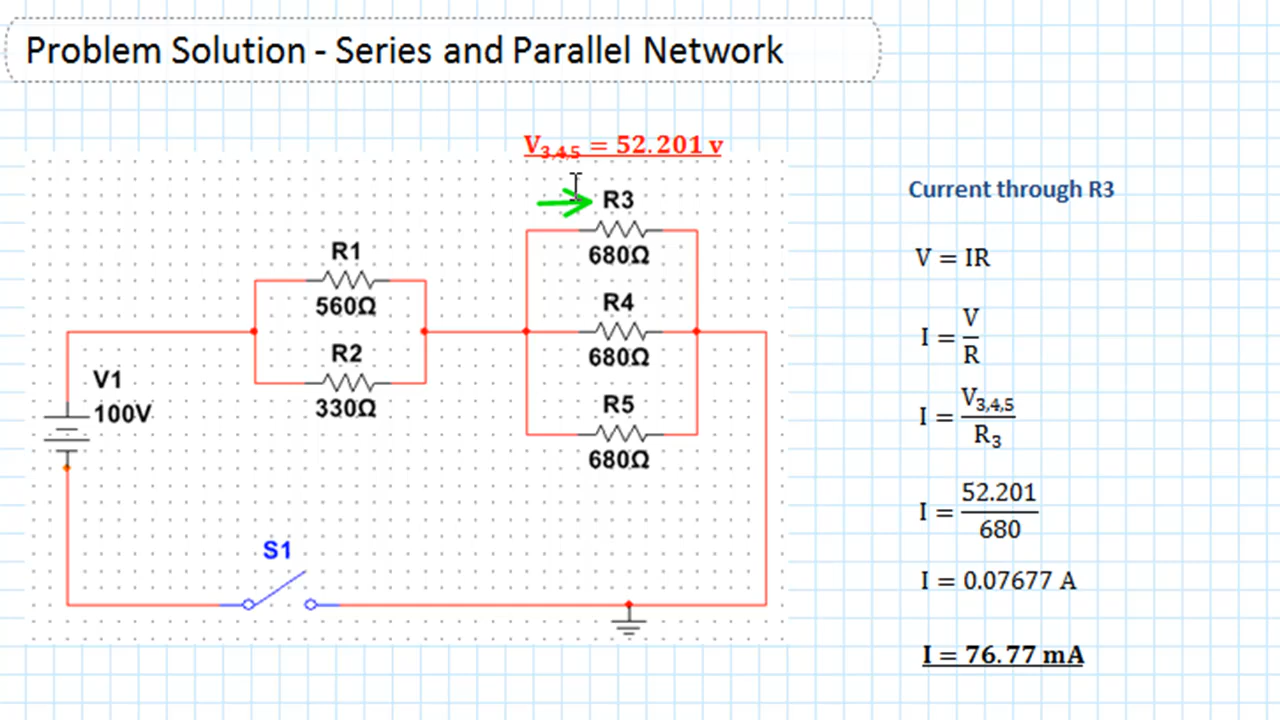 Problem Solution - Series and Parallel Network
V3,4,5 = 52.201 v
R3
680Ω
R1
560Ω
R4
680Ω
R2
330Ω
R5
680Ω
V1
100V
S1
Current through R3
V = IR
I = V/R
I = V3,4,5/R3
I = 52.201/680
I = 0.07677 A
I = 76.77 mA